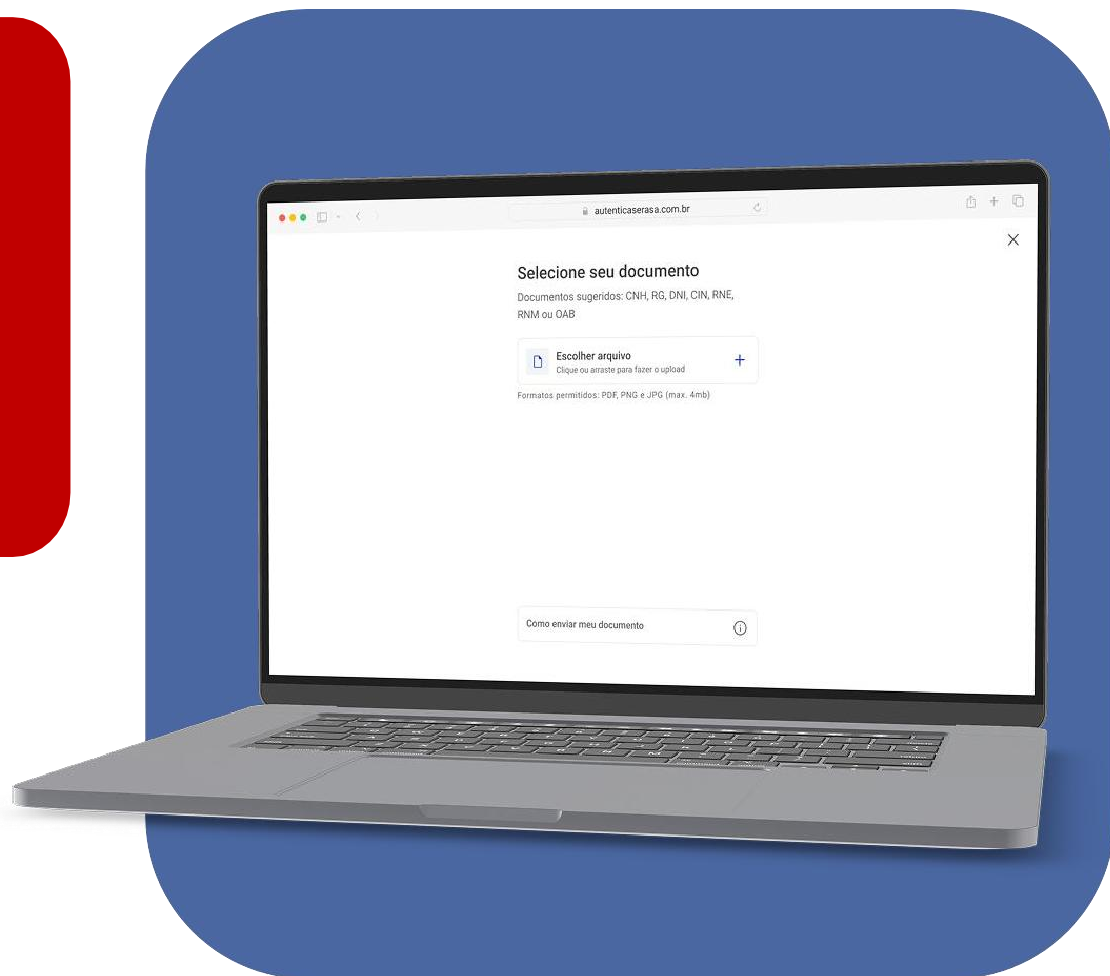 autenticaserasa.com.br
Selecione seu documento
Documentos sugeridos: CNH, RG, DNI, CIN, RNE,
RNM ou OAB
Escolher arquivo
Clique ou arraste para fazer o upload
Formatos permitidos: PDF, PNG e JPG (max. 4mb)
Como enviar meu documento